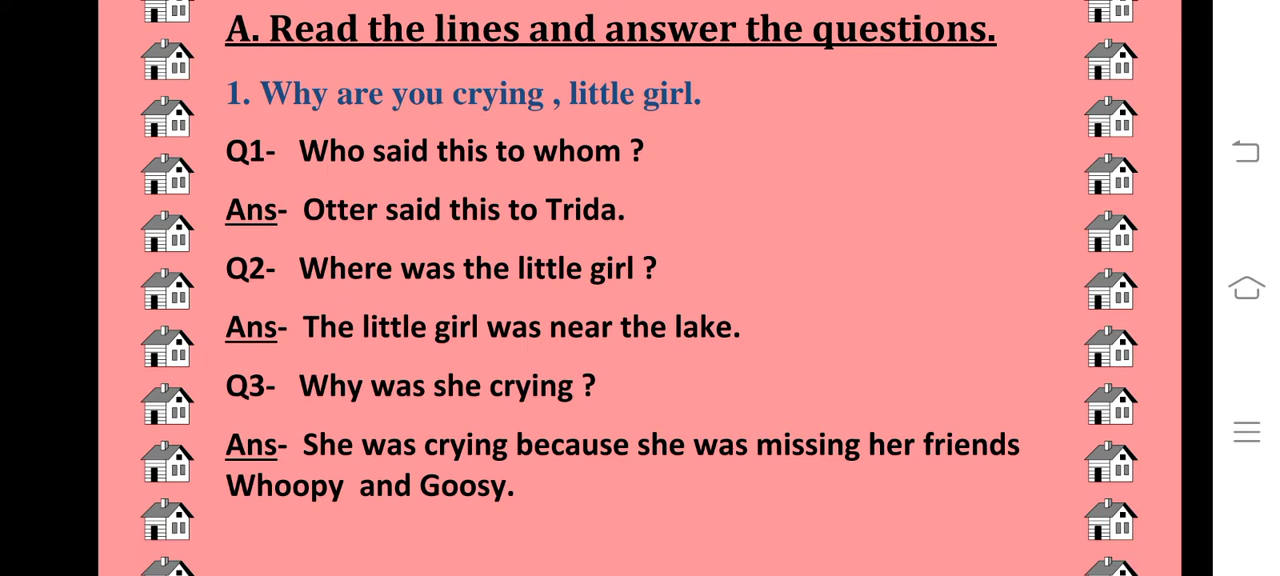 A. Read the lines and answer the questions.
1. Why are you crying , little girl.
Q1- Who said this to whom ?
Ans- Otter said this to Trida.
Q2- Where was the little girl ?
Ans- The little girl was near the lake.
Q3- Why was she crying ?
Ans- She was crying because she was missing her friends
Whoopy and Goosy.